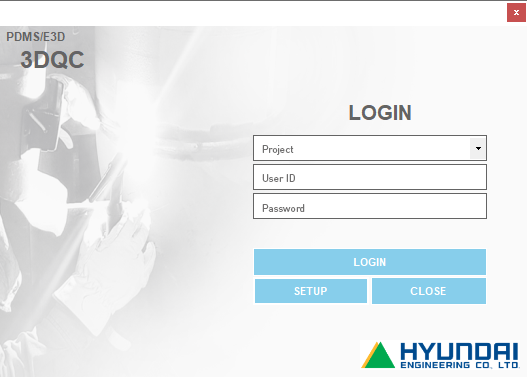 PDMS/E3D
3DQC
LOGIN
Project
User ID
Password
LOGIN
SETUP
CLOSE
HYUNDAI
ENGINEERING CO., LTD.